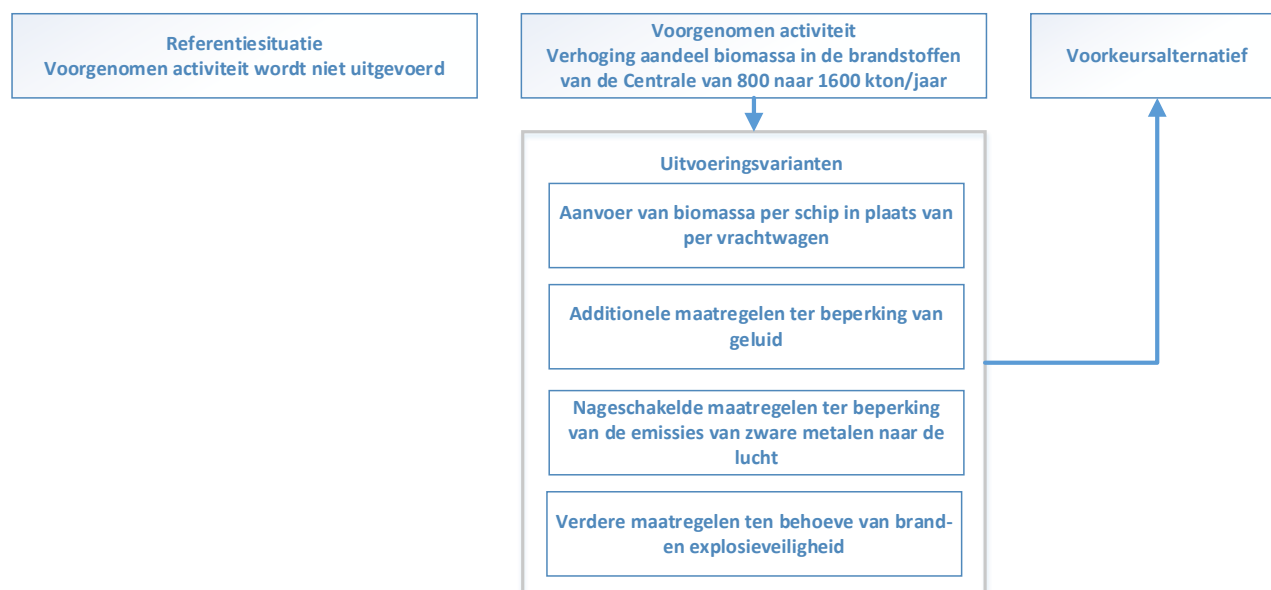 Referentiesituatie
Voorgenomen activiteit wordt niet uitgevoerd
Voorgenomen activiteit
Verhoging aandeel biomassa in de brandstoffen
van de Centrale van 800 naar 1600 kton/jaar
Voorkeursalternatief
Uitvoeringsvarianten
Aanvoer van biomassa per schip in plaats van
per vrachtwagen
Additionele maatregelen ter beperking van
geluid
Nageschakelde maatregelen ter beperking
van de emissies van zware metalen naar de
lucht
Verdere maatregelen ten behoeve van brand-
en explosieveiligheid